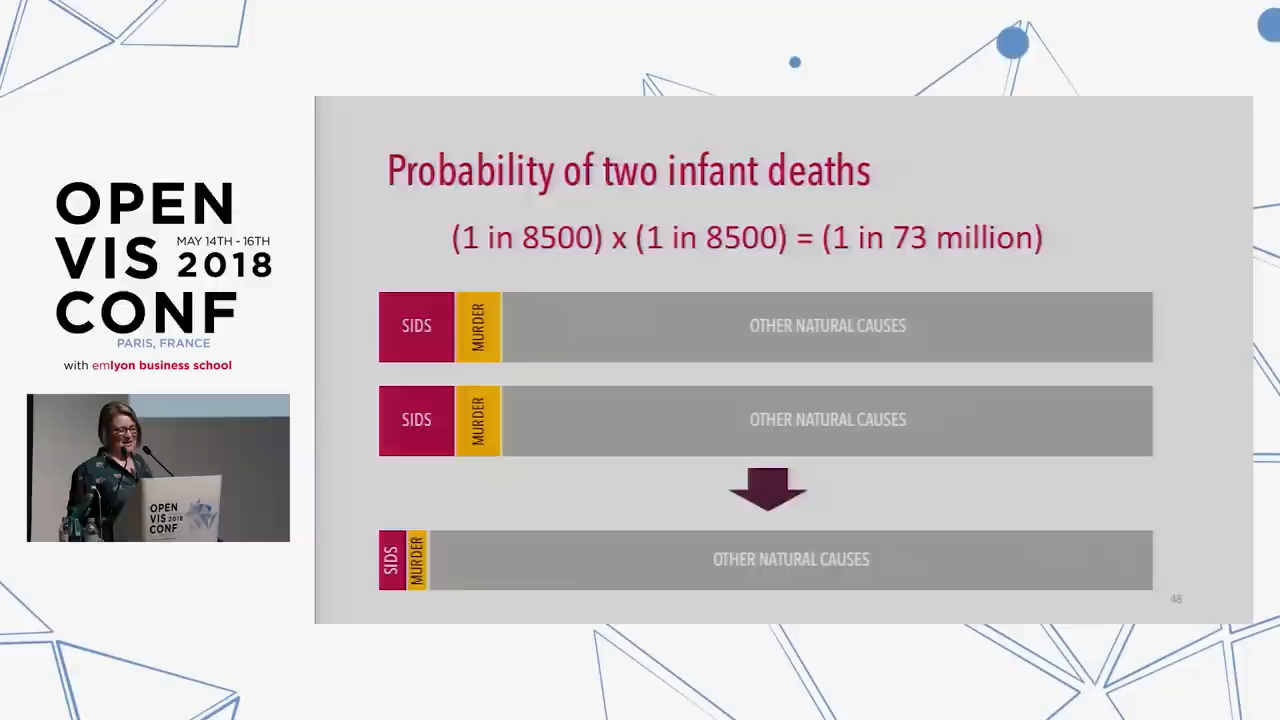 OPEN
VIS
MAY 14TH - 16TH
2018
CONF
PARIS, FRANCE
with emlyon business school
OPEN
VIS 2018
CONF
Probability of two infant deaths
(1 in 8500) x (1 in 8500) = (1 in 73 million)
SIDS
MURDER
OTHER NATURAL CAUSES
SIDS
MURDER
OTHER NATURAL CAUSES
SIDS
MURDER
OTHER NATURAL CAUSES
48